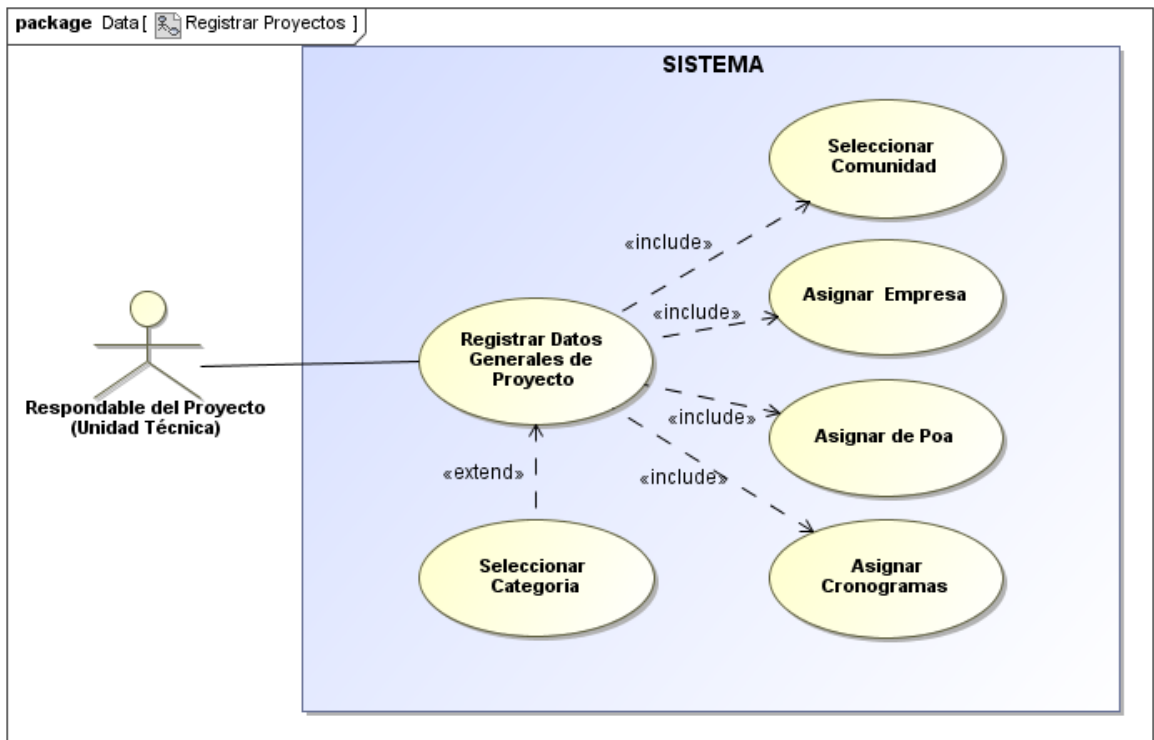 package Data [ Registrar Proyectos ]
SISTEMA
Seleccionar
Comunidad
«include»
Asignar Empresa
«include»
Registrar Datos
Generales de
Proyecto
Respondable del Proyecto
(Unidad Técnica)
«include»
Asignar de Poa
«extend»
«include»
Seleccionar
Categoria
Asignar
Cronogramas